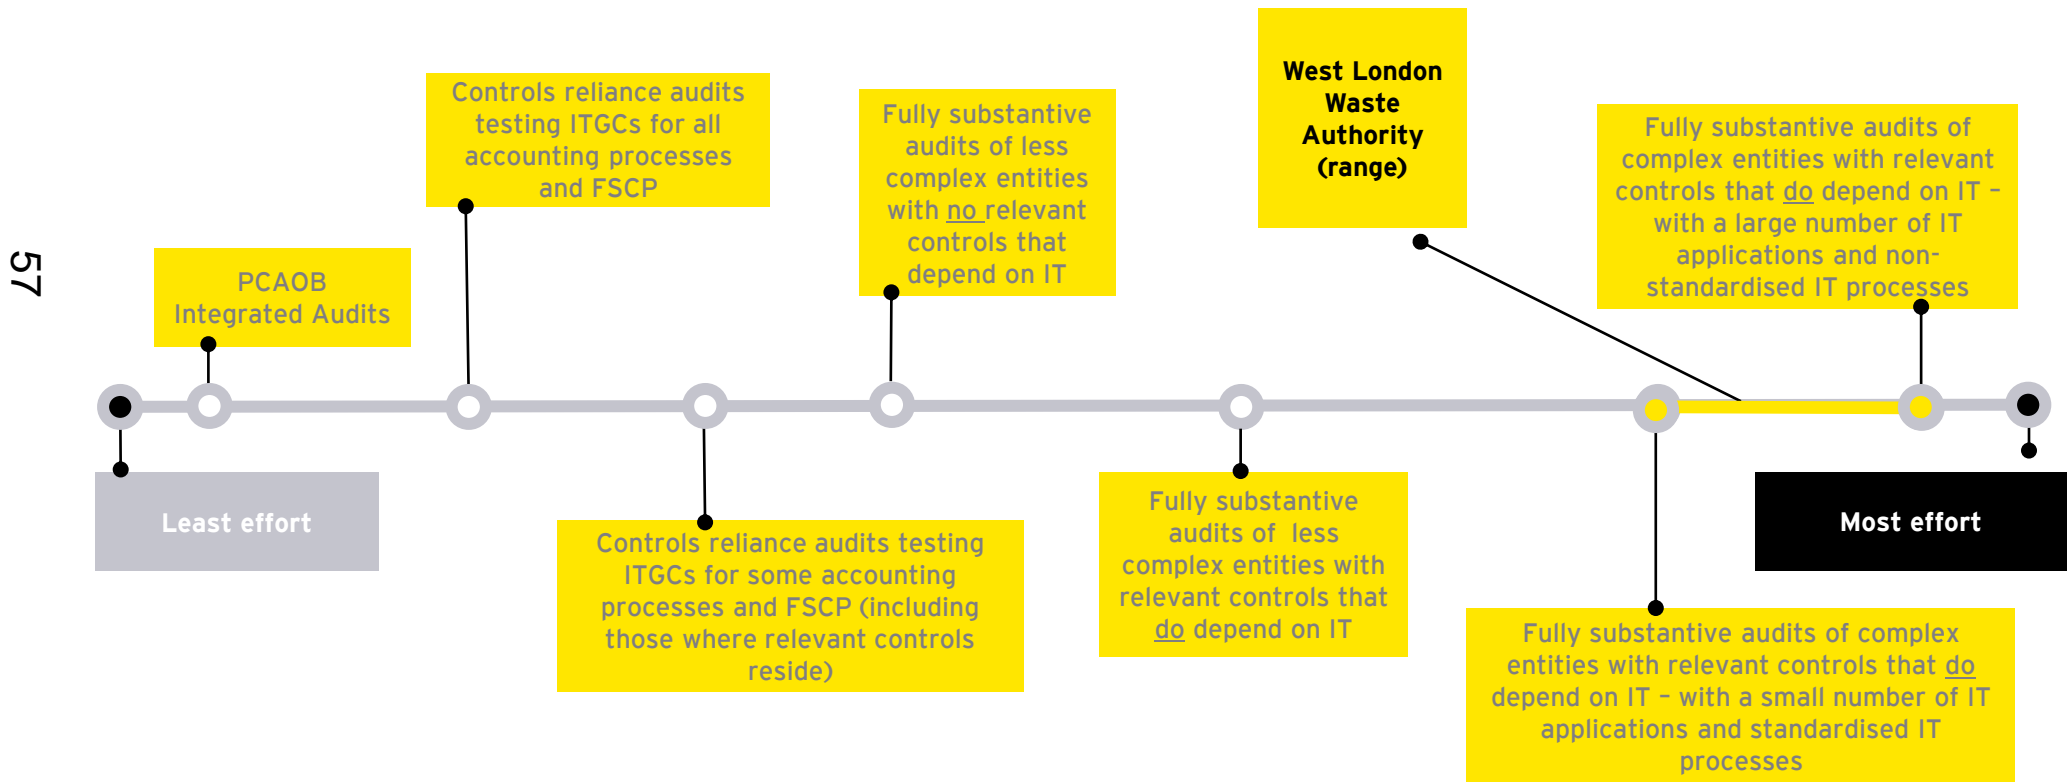 57
PCAOB
Integrated Audits
Controls reliance audits
testing ITGCs for all
accounting processes
and FSCP
Fully substantive
audits of less
complex entities
with no relevant
controls that
depend on IT
West London
Waste
Authority
(range)
Fully substantive audits of
complex entities with relevant
controls that do depend on IT –
with a large number of IT
applications and non-
standardised IT processes
Least effort
Controls reliance audits testing
ITGCs for some accounting
processes and FSCP (including
those where relevant controls
reside)
Fully substantive
audits of less
complex entities with
relevant controls that
do depend on IT
Most effort
Fully substantive audits of complex
entities with relevant controls that do
depend on IT – with a small number of IT
applications and standardised IT
processes